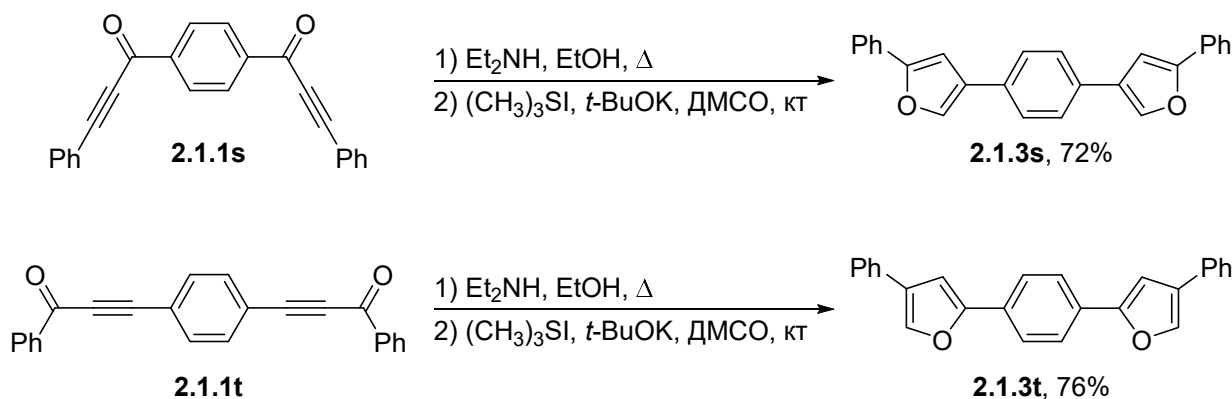 O
O
Ph
Ph
2.1.1s
1) Et2NH, EtOH, Δ
2) (CH3)3SI, t-BuOK, ДМСО, кт
Ph
O
Ph
O
2.1.3s, 72%
O
Ph
O
Ph
2.1.1t
1) Et2NH, EtOH, Δ
2) (CH3)3SI, t-BuOK, ДМСО, кт
Ph
O
Ph
O
2.1.3t, 76%